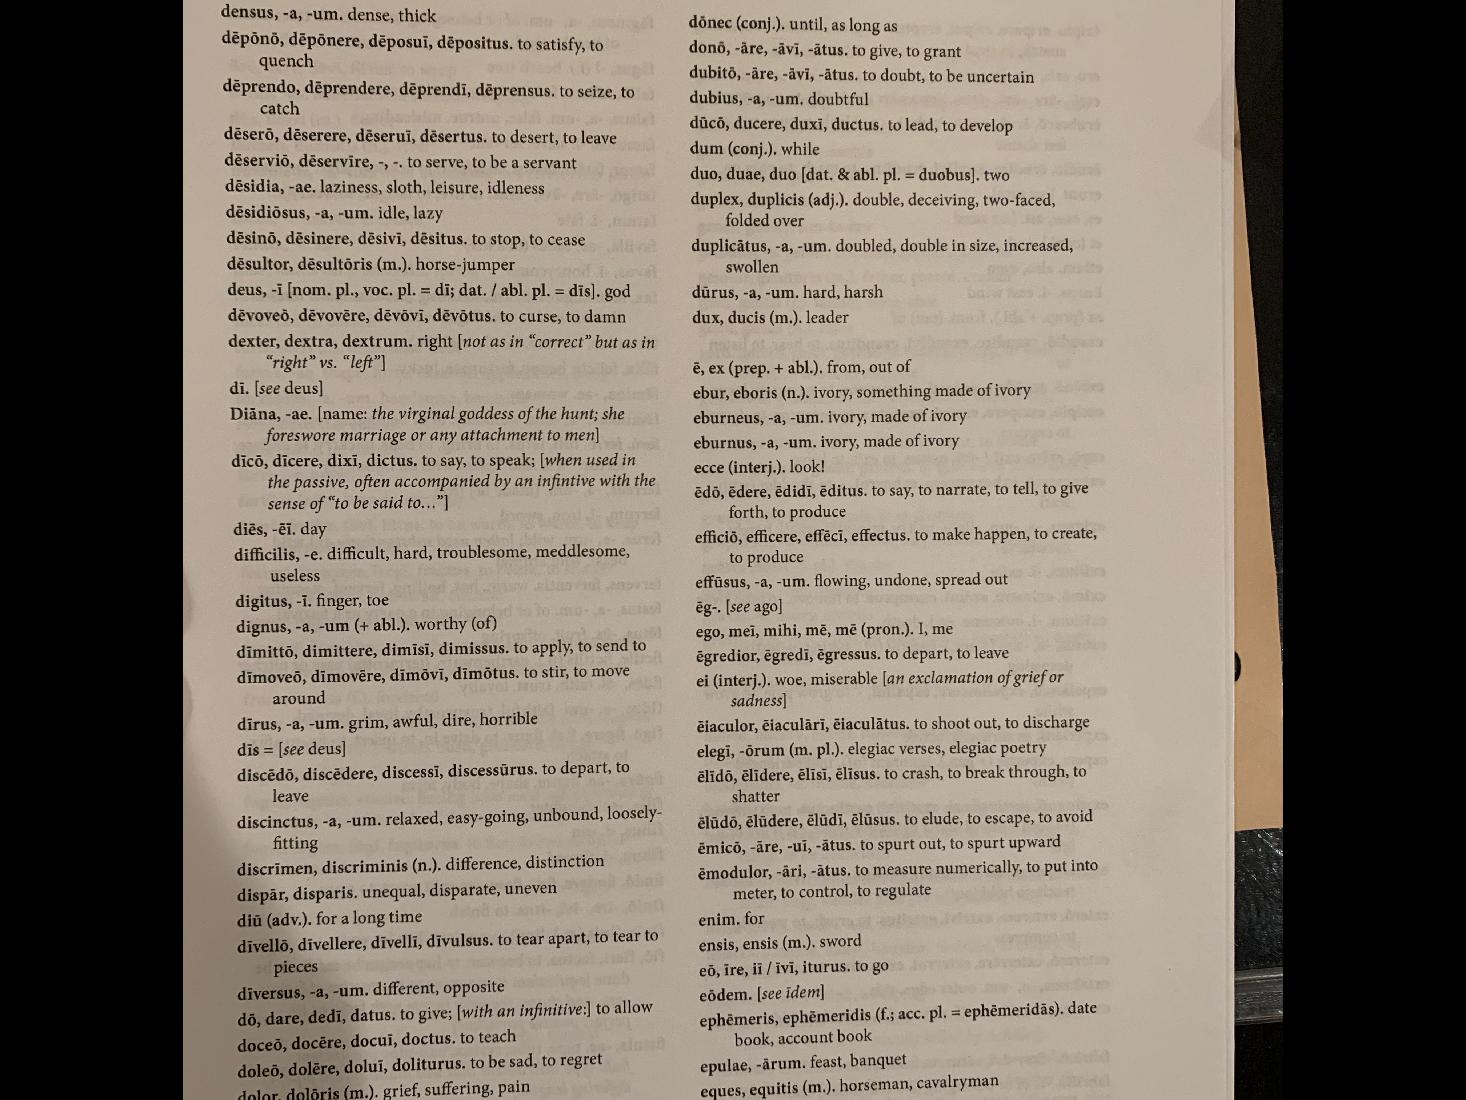 densus, -a, -um. dense, thick
dēpōnō, dēpōnere, dēposuī, dēpositus. to satisfy, to
quench
dēprendo, dēprendere, dēprendī, dēprensus. to seize, to
catch
dēserō, dēserere, dēseruī, dēsertus. to desert, to leave
dēserviō, dēservīre, -, -. to serve, to be a servant
dēsidia, -ae. laziness, sloth, leisure, idleness
dēsidiōsus, -a, -um. idle, lazy
dēsinō, dēsinere, dēsivī, dēsitus. to stop, to cease
dēsultor, dēsultōris (m.). horse-jumper
deus, -ī [nom. pl., voc. pl. = dī; dat. / abl. pl. = dīs]. god
dēvoveō, dēvovēre, dēvōvī, dēvōtus. to curse, to damn
dexter, dextra, dextrum. right [not as in “correct” but as in
“right” vs. “left”]
dī. [see deus]
Diāna, -ae. [name: the virginal goddess of the hunt; she
foreswore marriage or any attachment to men]
dīcō, dīcere, dixī, dictus. to say, to speak; [when used in
the passive, often accompanied by an infintive with the
sense of “to be said to…”]
diēs, -ēī. day
difficilis, -e. difficult, hard, troublesome, meddlesome,
useless
digitus, -ī. finger, toe
dignus, -a, -um (+ abl.). worthy (of)
dīmittō, dimittere, dimīsī, dimissus. to apply, to send to
dīmoveō, dīmovēre, dīmōvī, dīmōtus. to stir, to move
around
dīrus, -a, -um. grim, awful, dire, horrible
dīs = [see deus]
discēdō, discēdere, discessī, discessūrus. to depart, to
leave
discinctus, -a, -um. relaxed, easy-going, unbound, loosely-
fitting
discrīmen, discriminis (n.). difference, distinction
dispār, disparis. unequal, disparate, uneven
diū (adv.). for a long time
dīvellō, dīvellere, dīvellī, dīvulsus. to tear apart, to tear to
pieces
dīversus, -a, -um. different, opposite
dō, dare, dedī, datus. to give; [with an infinitive:] to allow
doceō, docēre, docuī, doctus. to teach
doleō, dolēre, doluī, doliturus. to be sad, to regret
dolor, dolōris (m.). grief, suffering, pain
dōnec (conj.). until, as long as
donō, -āre, -āvī, -ātus. to give, to grant
dubitō, -āre, -āvī, -ātus. to doubt, to be uncertain
dubius, -a, -um. doubtful
dūcō, ducere, duxī, ductus. to lead, to develop
dum (conj.). while
duo, duae, duo [dat. & abl. pl. = duobus]. two
duplex, duplicis (adj.). double, deceiving, two-faced,
folded over
duplicātus, -a, -um. doubled, double in size, increased,
swollen
dūrus, -a, -um. hard, harsh
dux, ducis (m.). leader
ē, ex (prep. + abl.). from, out of
ebur, eboris (n.). ivory, something made of ivory
eburneus, -a, -um. ivory, made of ivory
eburnus, -a, -um. ivory, made of ivory
ecce (interj.). look!
ēdō, ēdere, ēdidī, ēditus. to say, to narrate, to tell, to give
forth, to produce
efficiō, efficere, effēcī, effectus. to make happen, to create,
to produce
effūsus, -a, -um. flowing, undone, spread out
ēg-. [see ago]
ego, meī, mihi, mē, mē (pron.). I, me
ēgredior, ēgredī, ēgressus. to depart, to leave
ei (interj.). woe, miserable [an exclamation of grief or
sadness]
ēiaculor, ēiaculārī, ēiaculātus. to shoot out, to discharge
elegī, -ōrum (m. pl.). elegiac verses, elegiac poetry
ēlīdō, ēlīdere, ēlīsī, ēlīsus. to crash, to break through, to
shatter
ēlūdō, ēlūdere, ēlūdī, ēlūsus. to elude, to escape, to avoid
ēmicō, -āre, -uī, -ātus. to spurt out, to spurt upward
ēmodulor, -āri, -ātus. to measure numerically, to put into
meter, to control, to regulate
enim. for
ensis, ensis (m.). sword
eō, īre, iī / īvī, iturus. to go
eōdem. [see īdem]
ephēmeris, ephēmeridis (f.; acc. pl. = ephēmeridās). date
book, account book
epulae, -ārum. feast, banquet
eques, equitis (m.). horseman, cavalryman